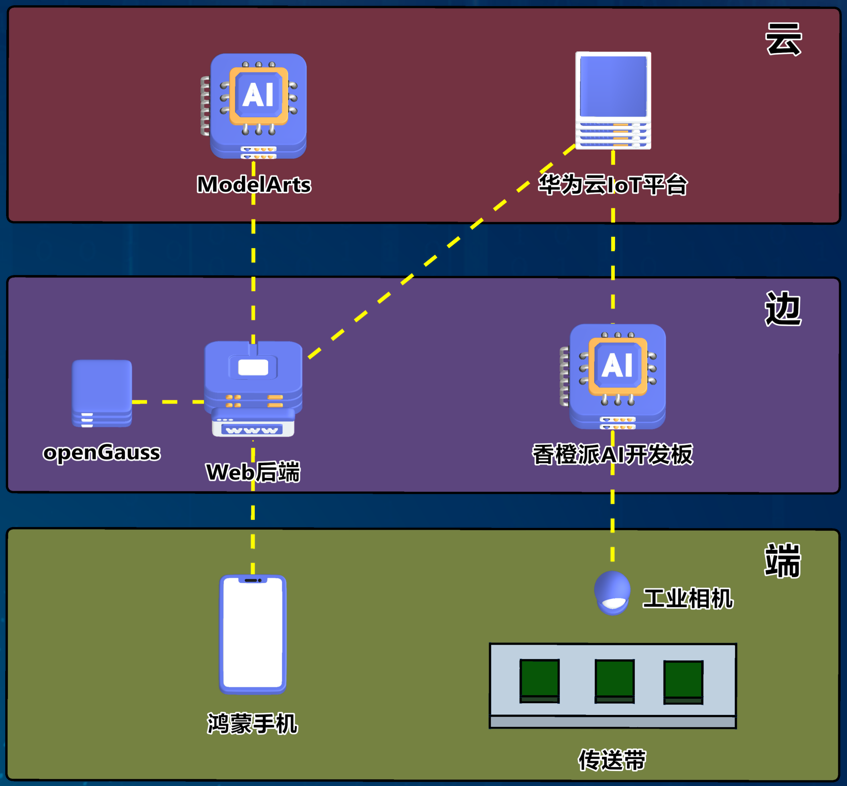 云
AI
ModelArts
华为云IoT平台
边
AI
openGauss
www
Web后端
香橙派AI开发板
端
工业相机
鸿蒙手机
传送带